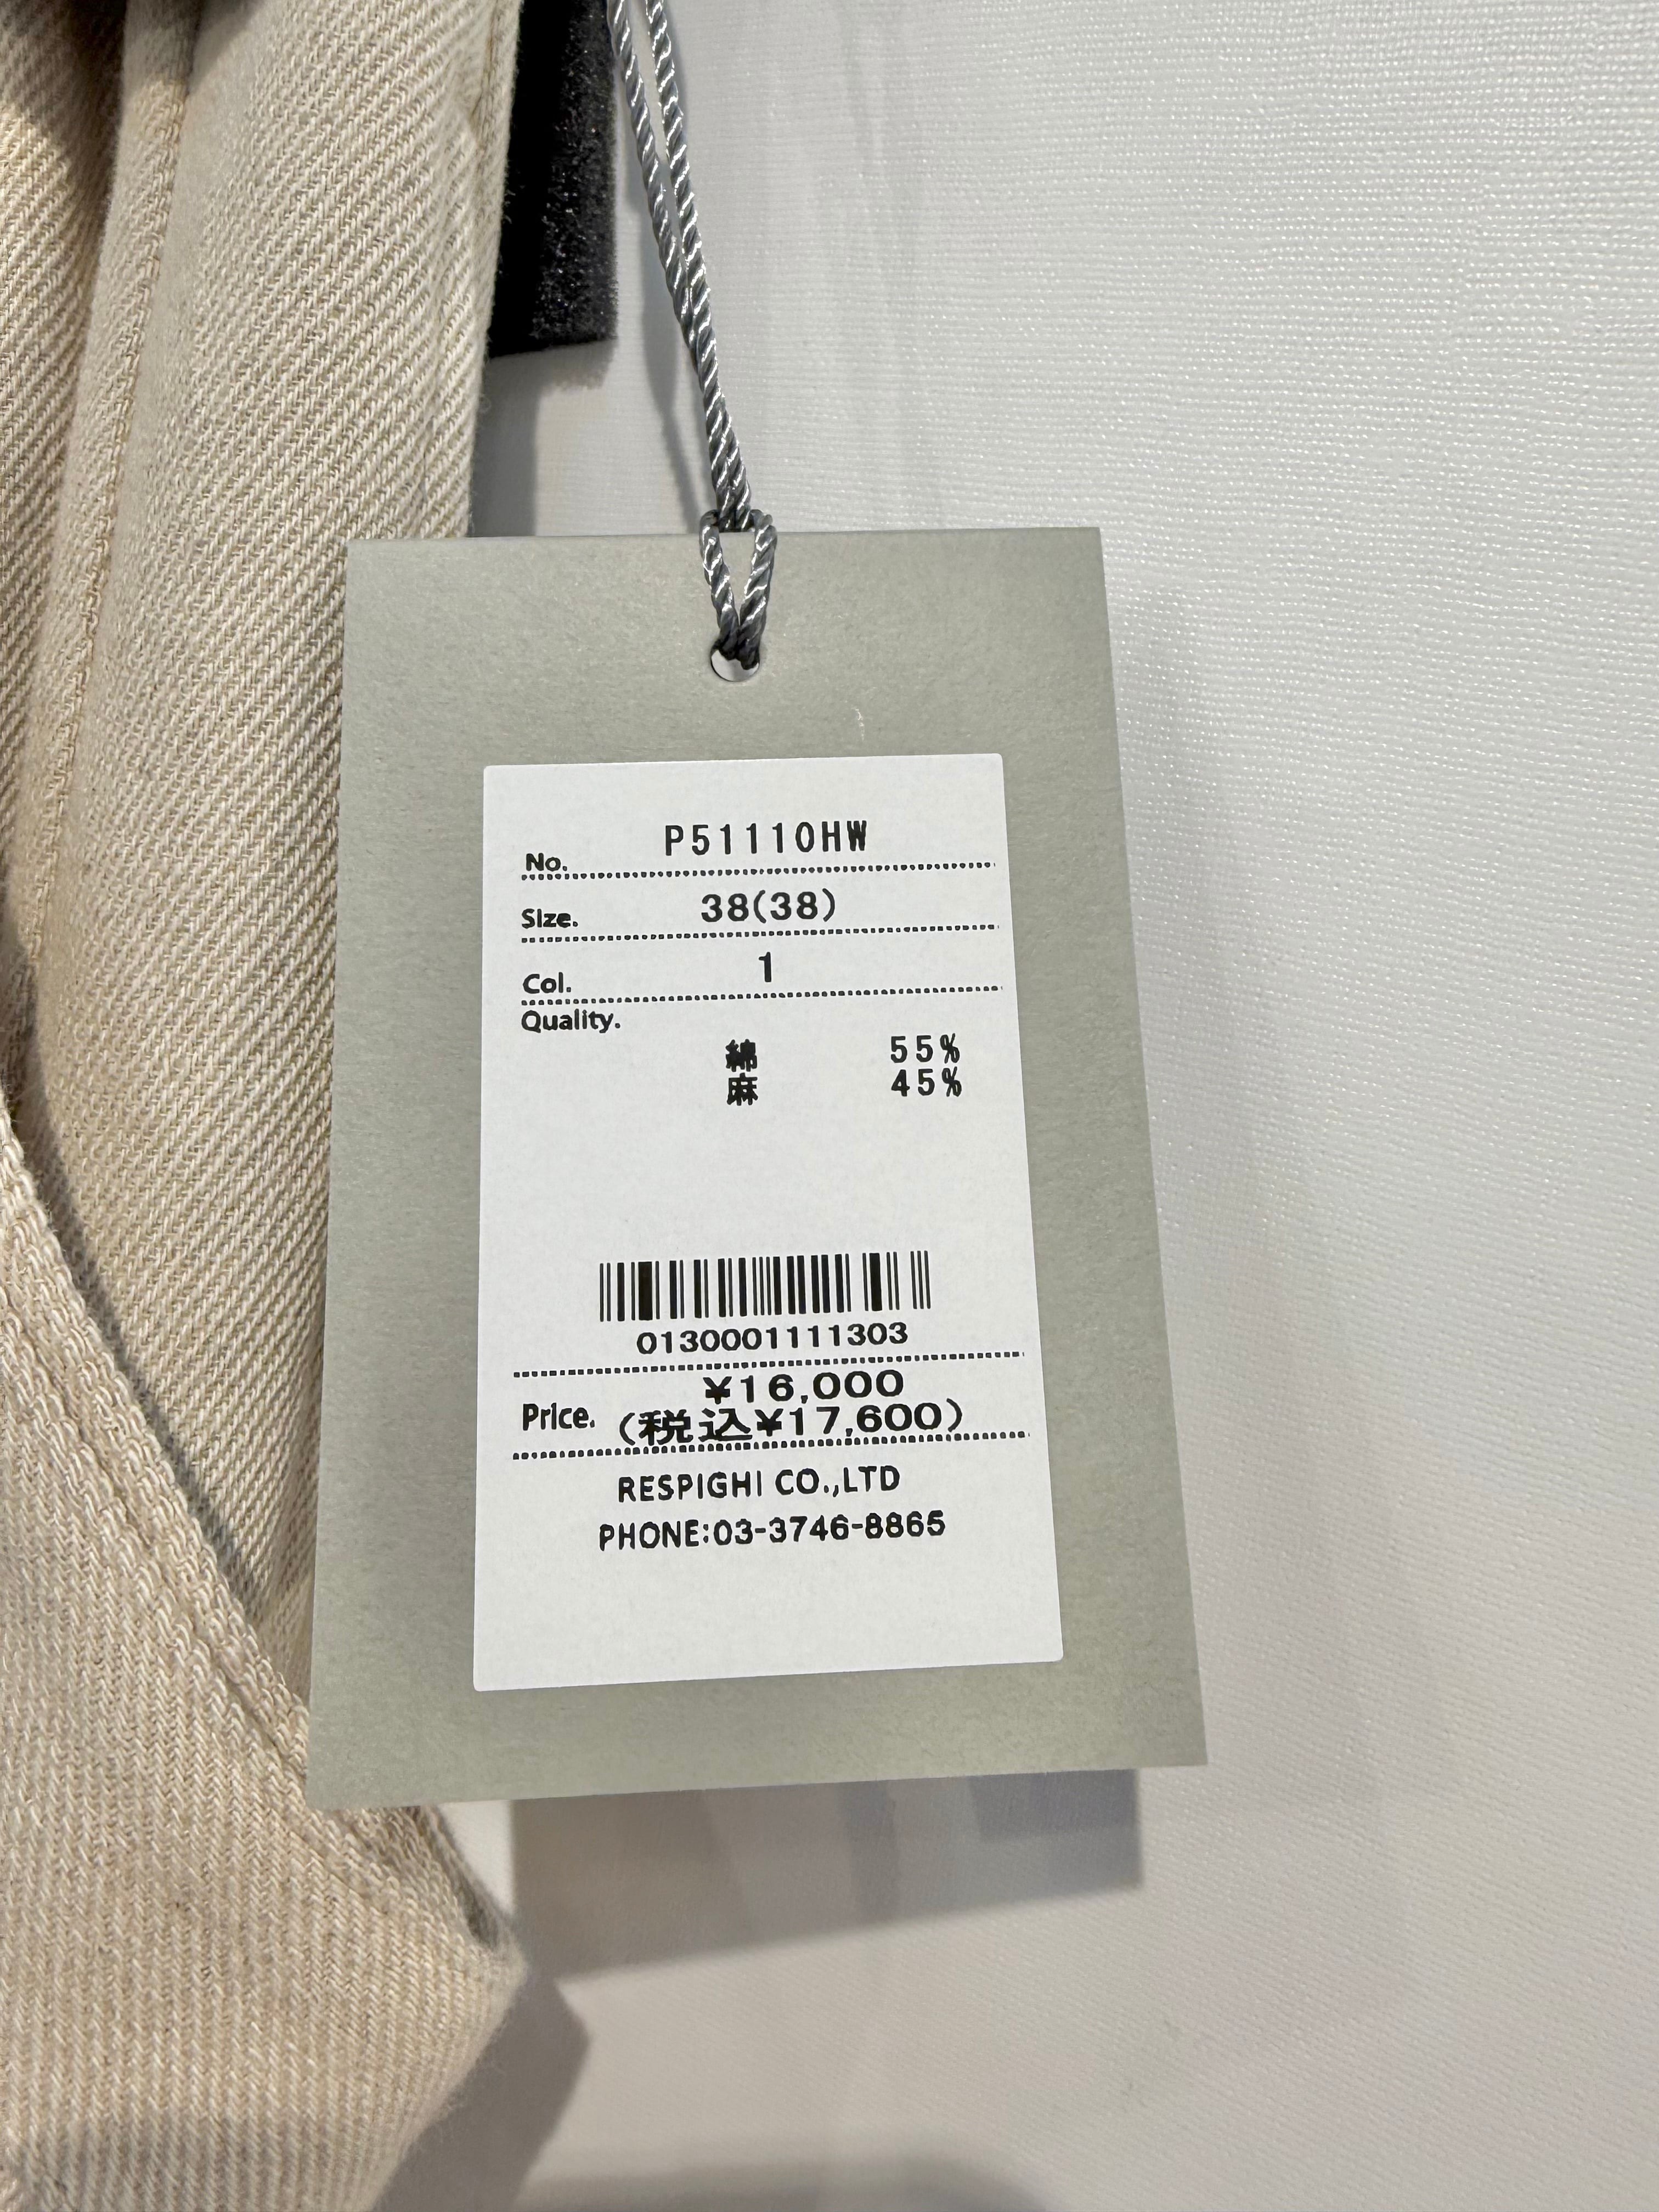 No. P51110HW
Size. 38(38)
Col. 1
Quality.
綿 55%
麻 45%
0130001111303
¥16,000
Price. (税込¥17,600)
RESPIGHI CO.,LTD
PHONE:03-3746-8865